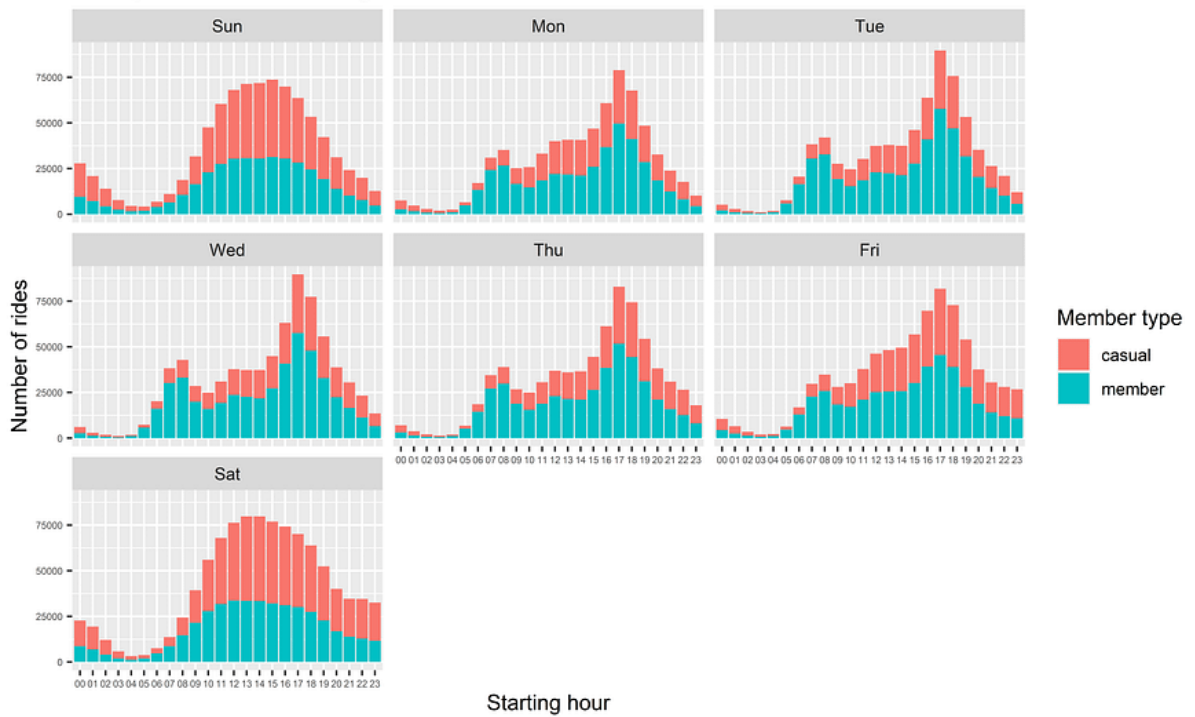 Sun Mon Tue
75000
50000
25000
0
Wed Thu Fri
75000
50000
25000
0
00 01 02 03 04 05 06 07 08 09 10 11 12 13 14 15 16 17 18 19 20 21 22 23 00 01 02 03 04 05 06 07 08 09 10 11 12 13 14 15 16 17 18 19 20 21 22 23
Sat
75000
50000
25000
0
00 01 02 03 04 05 06 07 08 09 10 11 12 13 14 15 16 17 18 19 20 21 22 23
Number of rides
Starting hour
Member type
casual
member